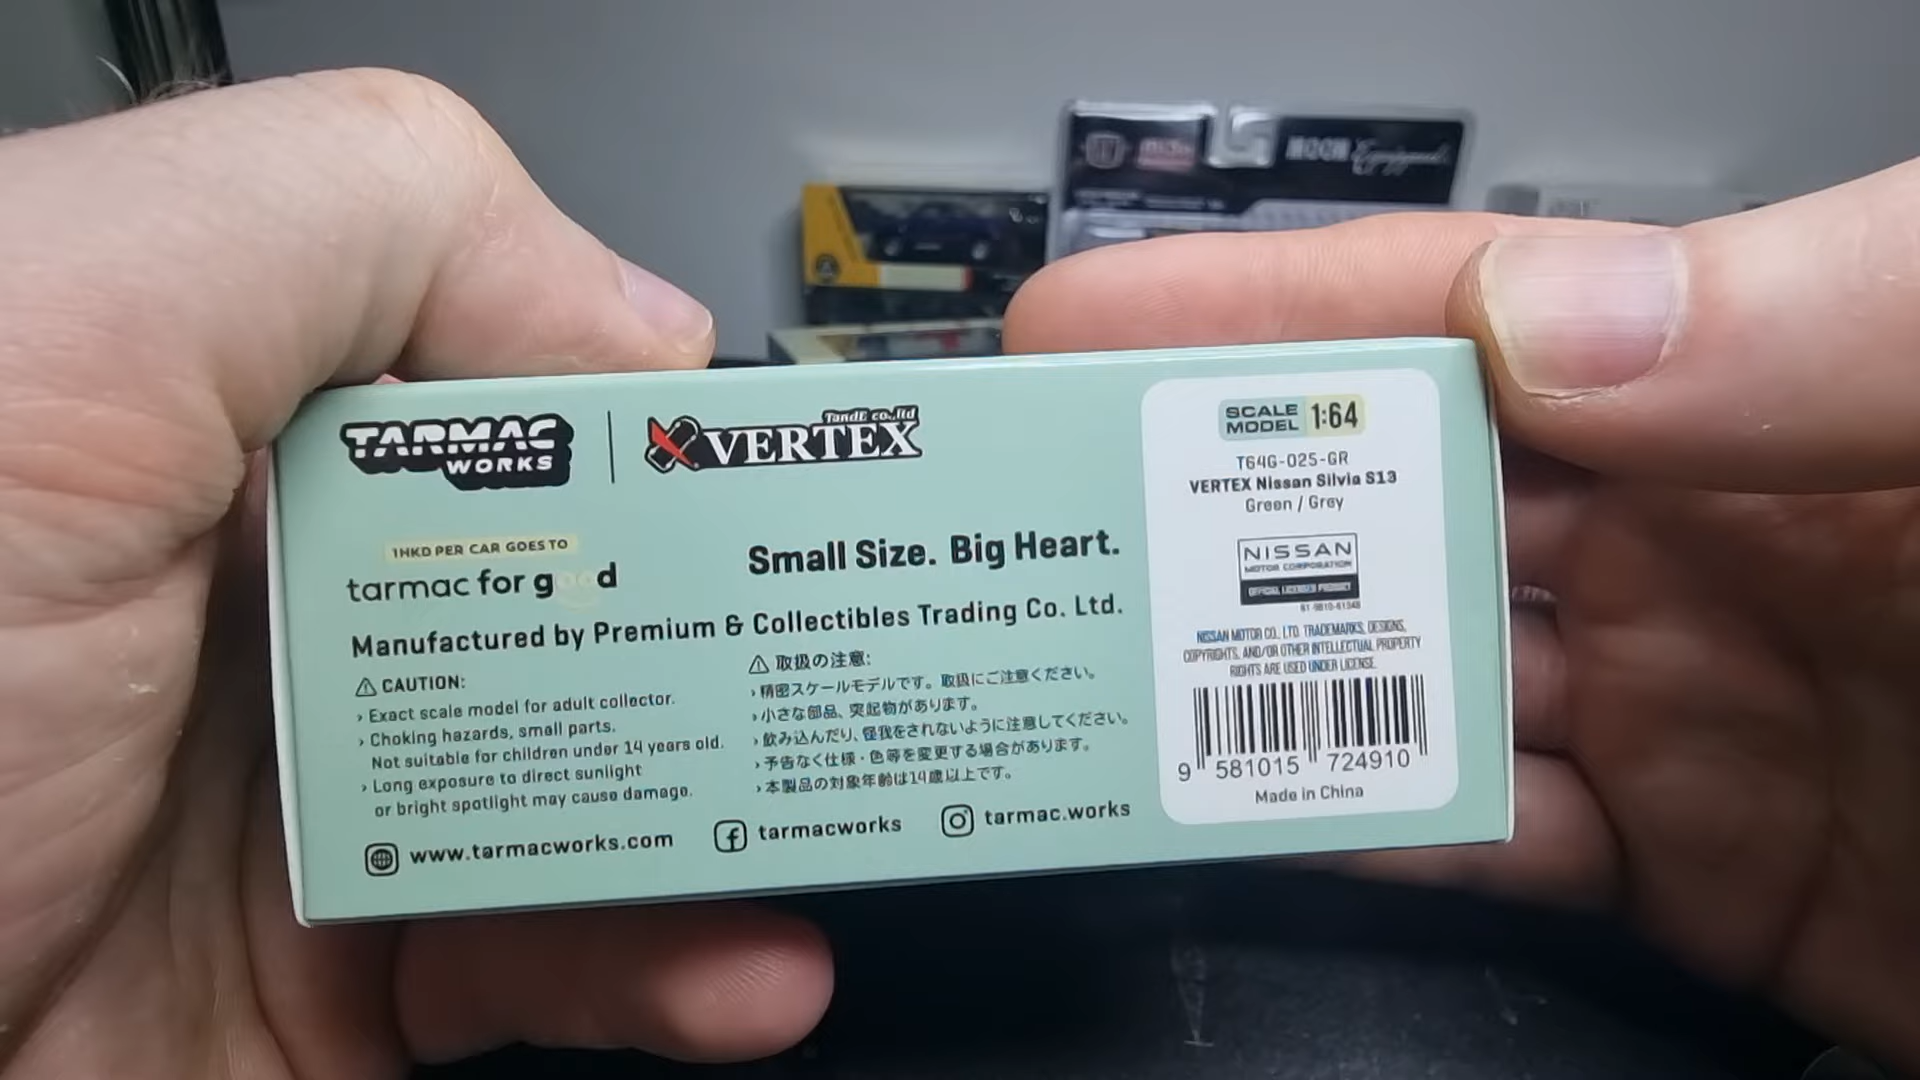 TARMAC
WORKS
TandE co.,ltd
VERTEX
1HKD PER CAR GOES TO
tarmac for good
Small Size. Big Heart.
Manufactured by Premium & Collectibles Trading Co. Ltd.
CAUTION:
› Exact scale model for adult collector.
› Choking hazards, small parts.
Not suitable for children under 14 years old.
› Long exposure to direct sunlight
or bright spotlight may cause damage.
取扱の注意:
› 精密スケールモデルです。取扱にご注意ください。
› 小さな部品、突起物があります。
› 飲み込んだり、怪我をされないように注意してください。
› 予告なく仕様・色等を変更する場合があります。
› 本製品の対象年齢は14歳以上です。
www.tarmacworks.com
tarmacworks
tarmac.works
SCALE
MODEL
1:64
T64G-025-GR
VERTEX Nissan Silvia S13
Green / Grey
NISSAN
MOTOR CORPORATION
OFFICIAL LICENSED PRODUCT
NISSAN MOTOR CO., LTD. TRADEMARKS, DESIGNS,
COPYRIGHTS, AND/OR OTHER INTELLECTUAL PROPERTY
RIGHTS ARE USED UNDER LICENSE.
9 581015 724910
Made in China
MOON Equipped